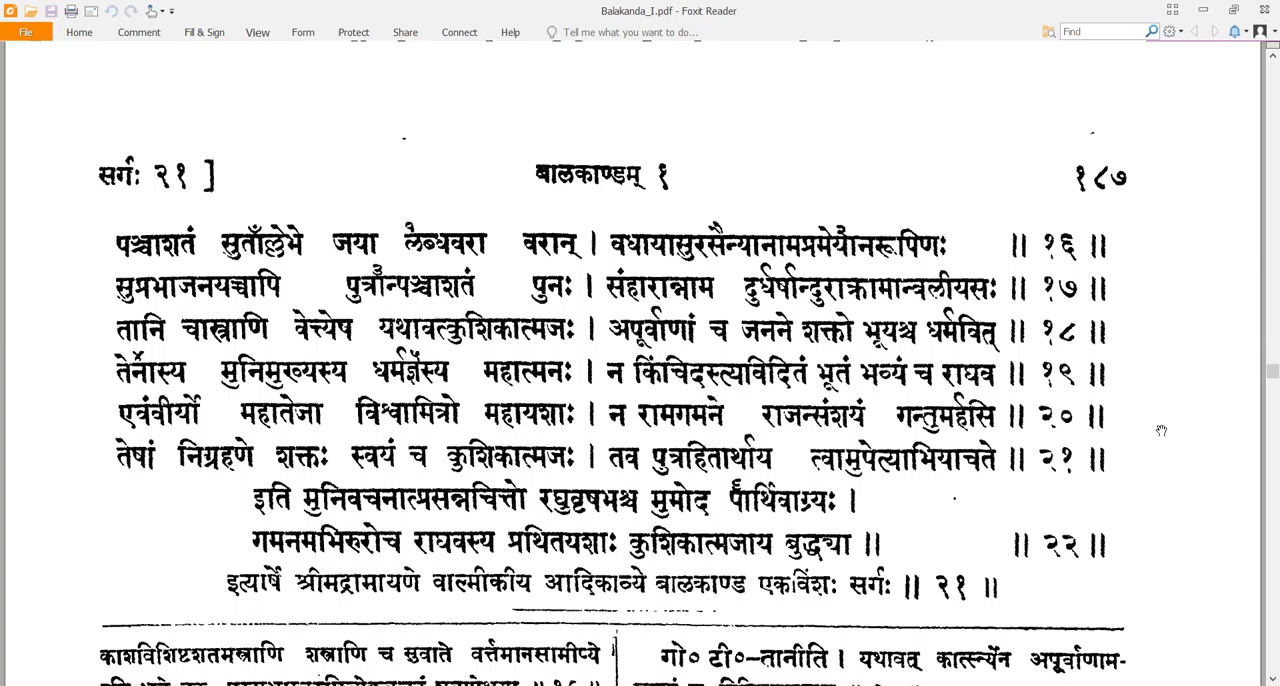 Balakanda_I.pdf - Foxit Reader
File Home Comment Fill & Sign View Form Protect Share Connect Help Tell me what you want to do... Find
सर्गः २१ ] बालकाण्डम् १ १८७
पञ्चाशतं सुताँल्लेभे जया लब्धवरा वरान् । वधायासुरसैन्यानामप्रमेयानरूपिणः ॥ १६ ॥
सुप्रभाजनयच्चापि पुत्रान्पञ्चाशतं पुनः । संहारान्नाम दुर्धर्षान्दुराक्रामान्बलीयसः ॥ १७ ॥
तानि चास्त्राणि वेत्त्येष यथावत्कुशिकात्मजः । अपूर्वाणां च जनने शक्तो भूयश्च धर्मवित् ॥ १८ ॥
तेनास्य मुनिमुख्यस्य धर्मज्ञस्य महात्मनः । न किंचिदस्त्यविदितं भूतं भव्यं च राघव ॥ १९ ॥
एवंवीर्यो महातेजा विश्वामित्रो महायशाः । न रामगमने राजन्संशयं गन्तुमर्हसि ॥ २० ॥
तेषां निग्रहणे शक्तः स्वयं च कुशिकात्मजः । तव पुत्रहितार्थाय त्वामुपेत्याभियाचते ॥ २१ ॥
इति मुनिवचनात्प्रसन्नचित्तो रघुवृषभश्च मुमोद पार्थिवाग्र्यः ।
गमनमभिरुरोच राघवस्य प्रथितयशाः कुशिकात्मजाय बुद्ध्या ॥ ॥ २२ ॥
इत्यार्षे श्रीमद्रामायणे वाल्मीकीय आदिकाव्ये बालकाण्ड एकविंशः सर्गः ॥ २१ ॥
काशविशिष्टशतमस्त्राणि शस्त्राणि च सुवाते वर्त्तमानसामीप्ये
गो० टी०-तानीति । यथावत् कार्त्स्न्येन अपूर्वाणाम-